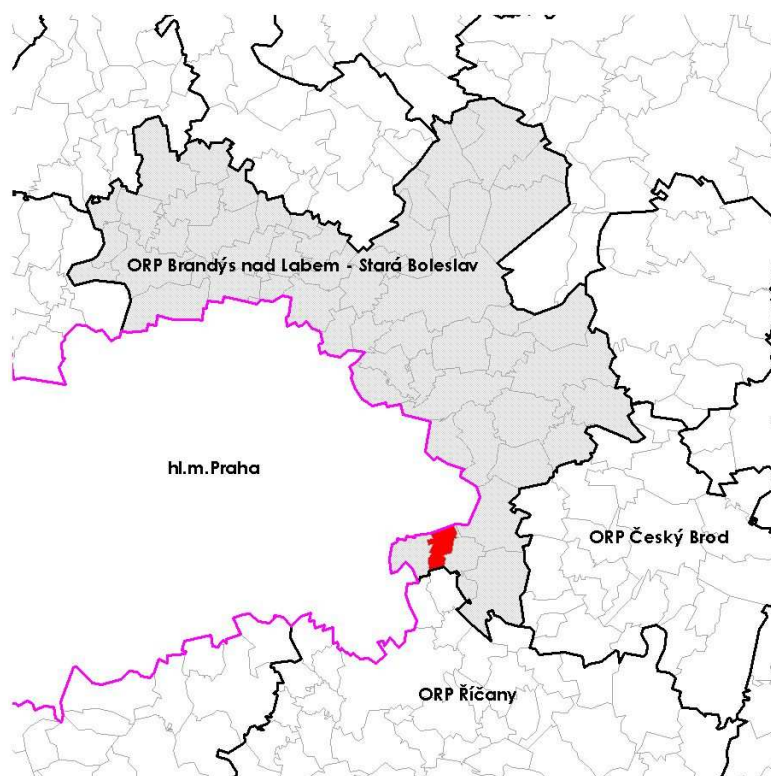 ORP Brandýs nad Labem - Stará Boleslav
hl.m.Praha
ORP Český Brod
ORP Říčany